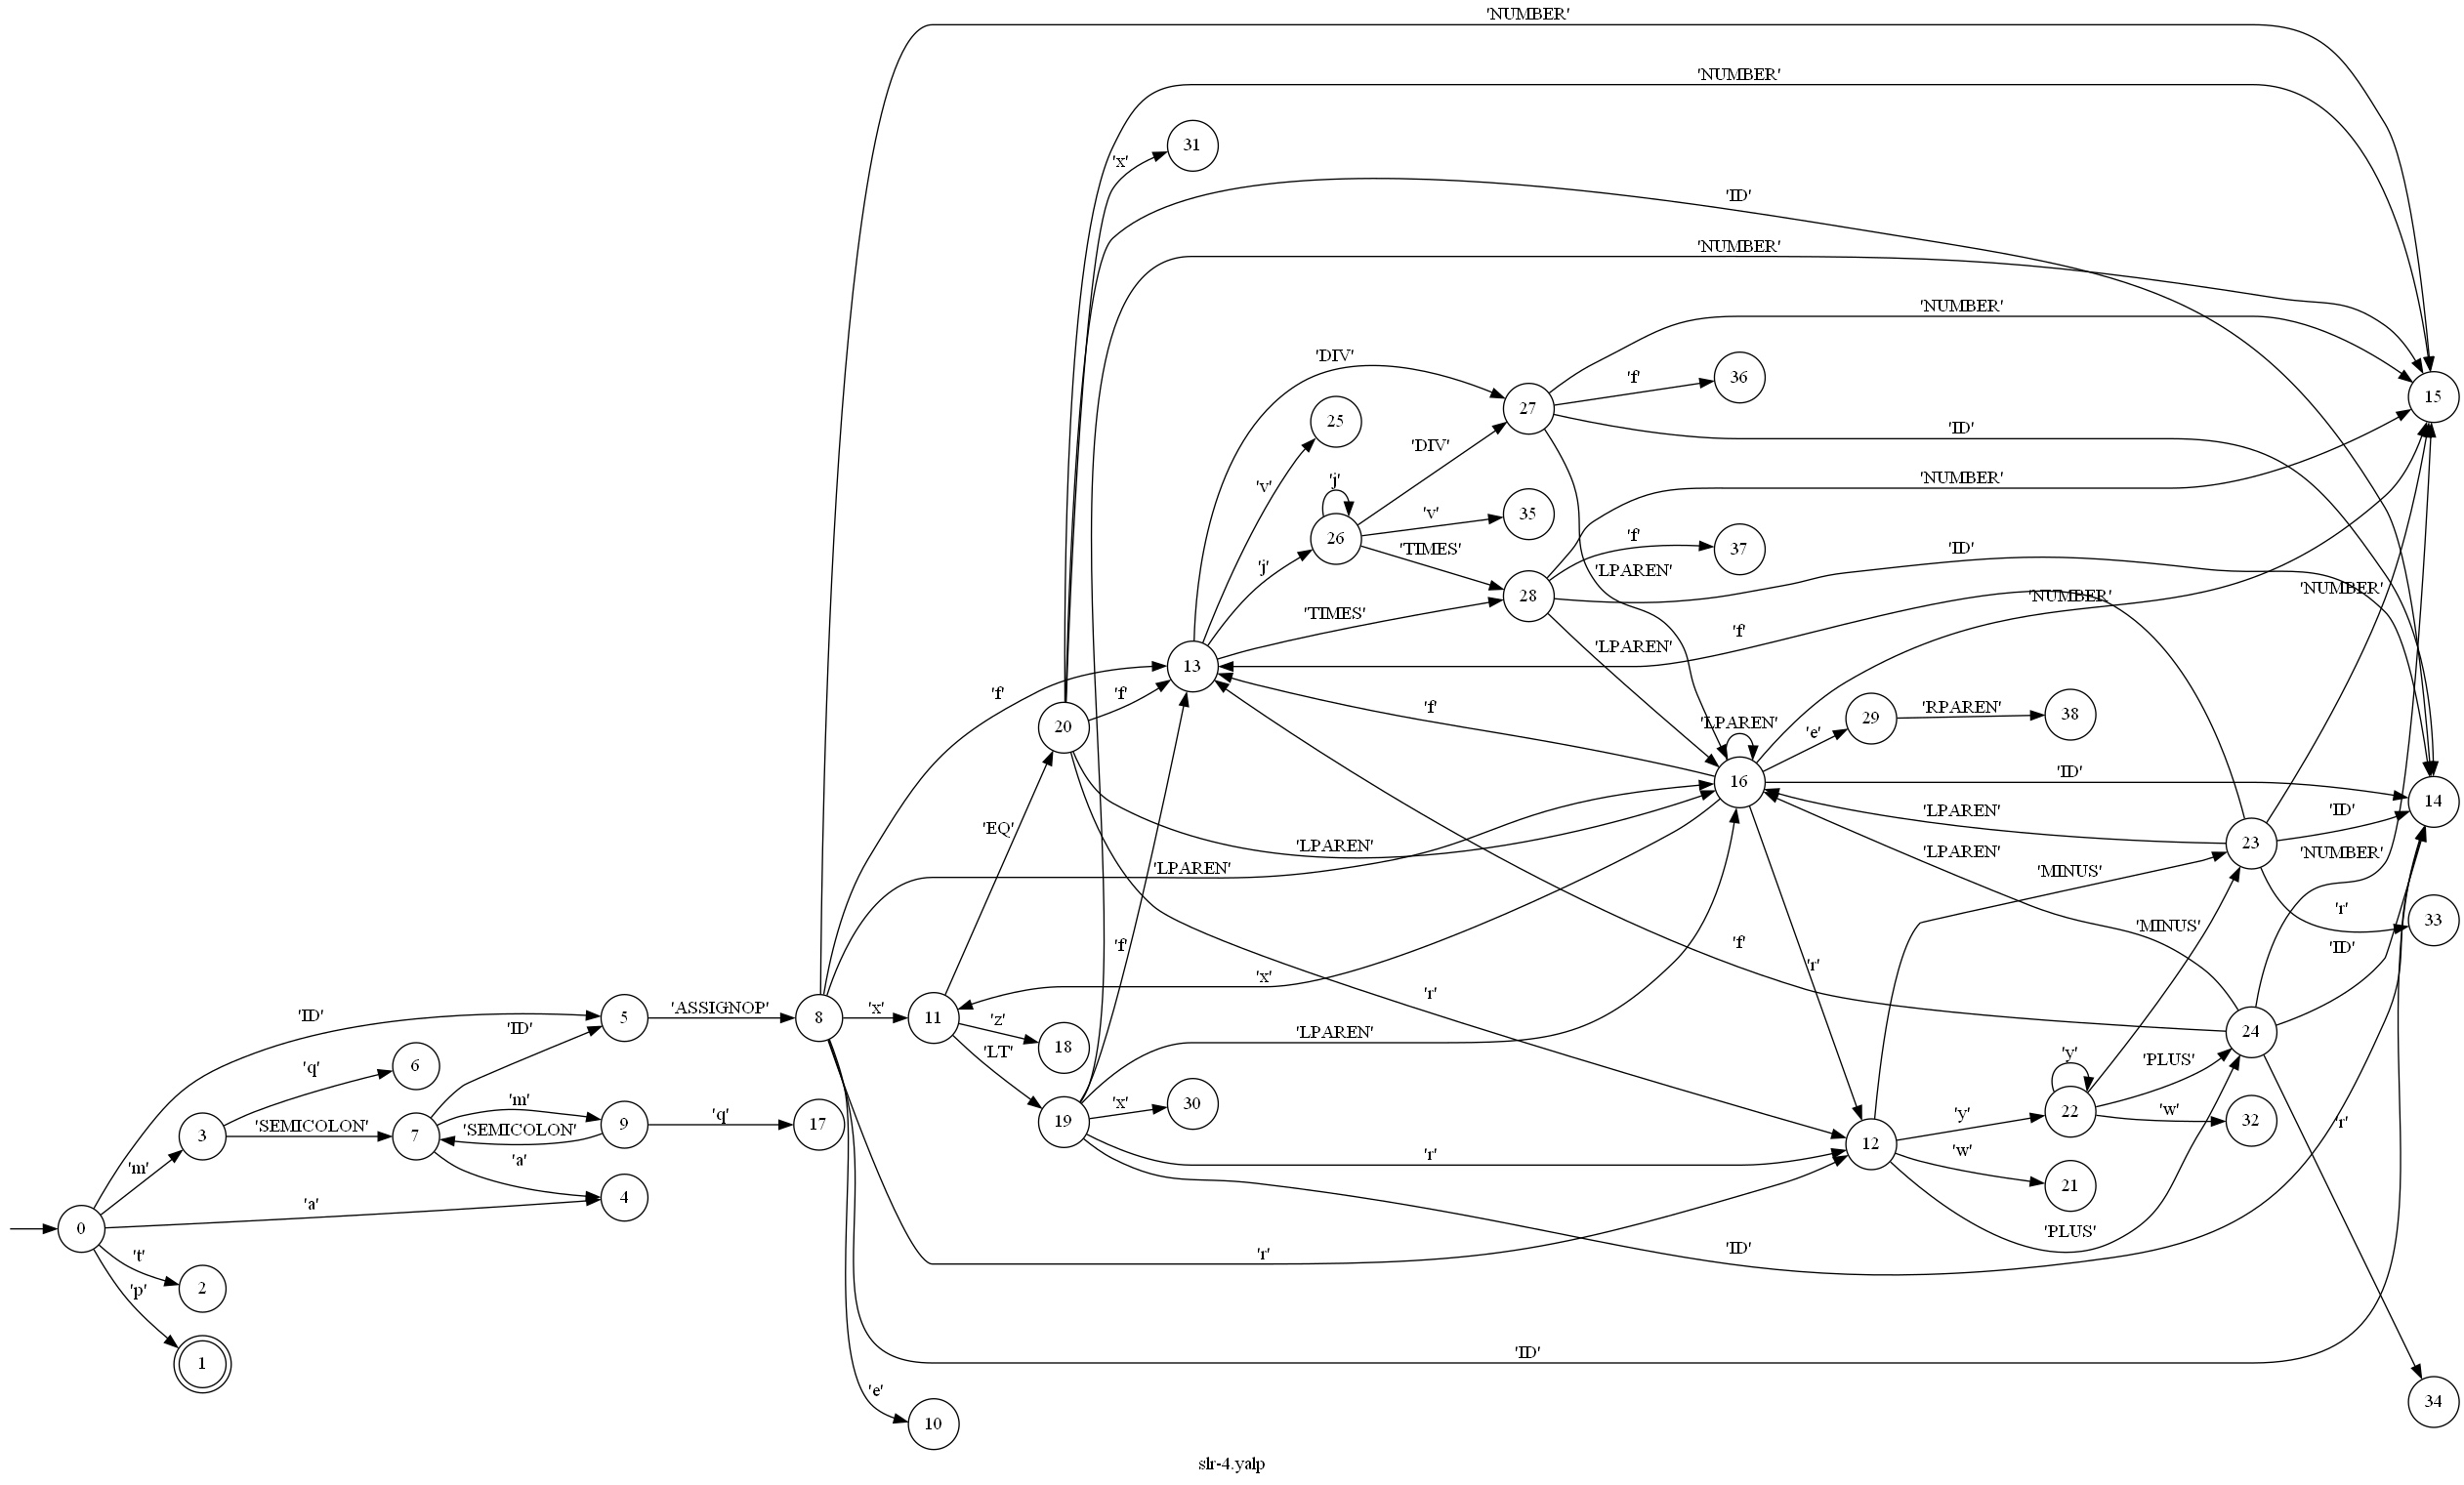 'NUMBER'
'NUMBER'
31
'x'
'ID'
'NUMBER'
'NUMBER'
'DIV'
27
'f'
36
15
25
'ID'
'DIV'
'v'
'j'
'NUMBER'
'v'
35
26
'j'
'TIMES'
'f'
37
'ID'
'LPAREN'
28
'NUMBER'
'NUMBER'
'TIMES'
'f'
'LPAREN'
13
'f'
'f'
'f'
29
'RPAREN'
38
20
'LPAREN'
'e'
16
'ID'
14
'EQ'
'LPAREN'
'ID'
'LPAREN'
23
'LPAREN'
'LPAREN'
'NUMBER'
'MINUS'
'r'
33
'MINUS'
'f'
'f'
'ID'
'r'
'x'
'r'
'ID'
'ID'
5
'ASSIGNOP'
8
'x'
11
'z'
18
'LT'
'LPAREN'
24
6
'q'
'y'
'PLUS'
'm'
'x'
30
22
'w'
32
3
'SEMICOLON'
7
'SEMICOLON'
9
'q'
17
19
'y'
'r'
'r'
12
'w'
21
'm'
'a'
4
'a'
0
'PLUS'
't'
2
'r'
'ID'
'p'
1
'ID'
'e'
10
34
slr-4.yalp